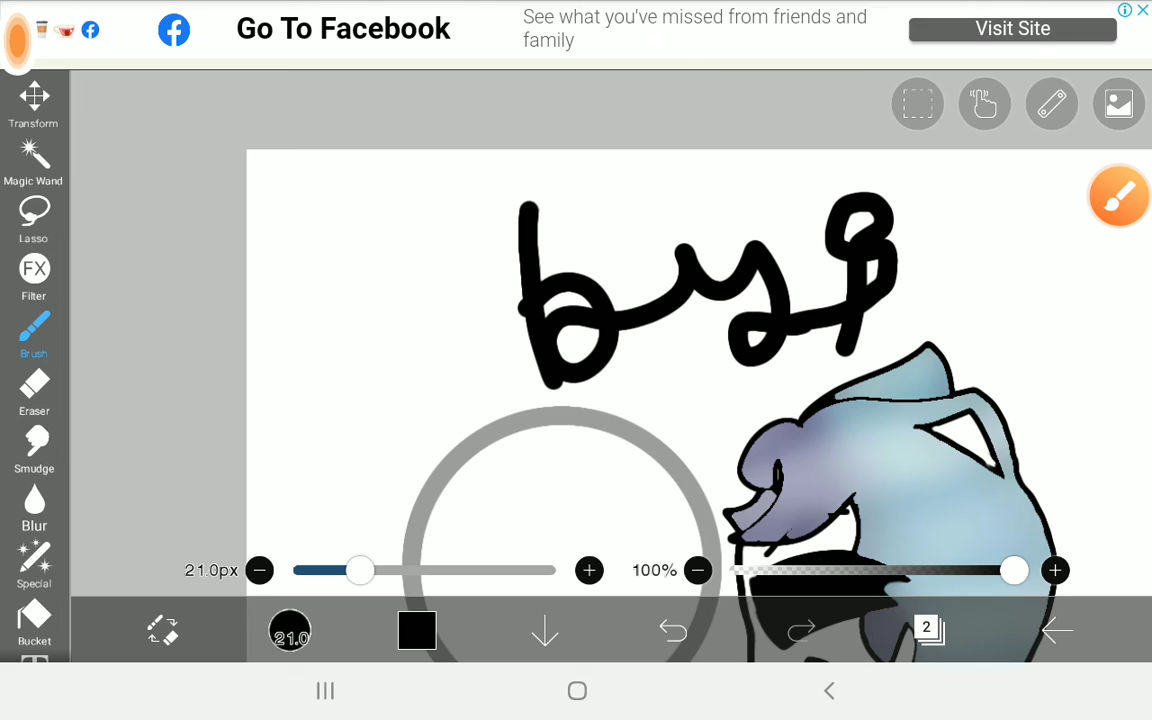 Go To Facebook
See what you've missed from friends and
family
Visit Site
Transform
Magic Wand
Lasso
Filter
FX
Brush
Eraser
Smudge
Blur
Special
Bucket
21.0px
100%
21.0
2